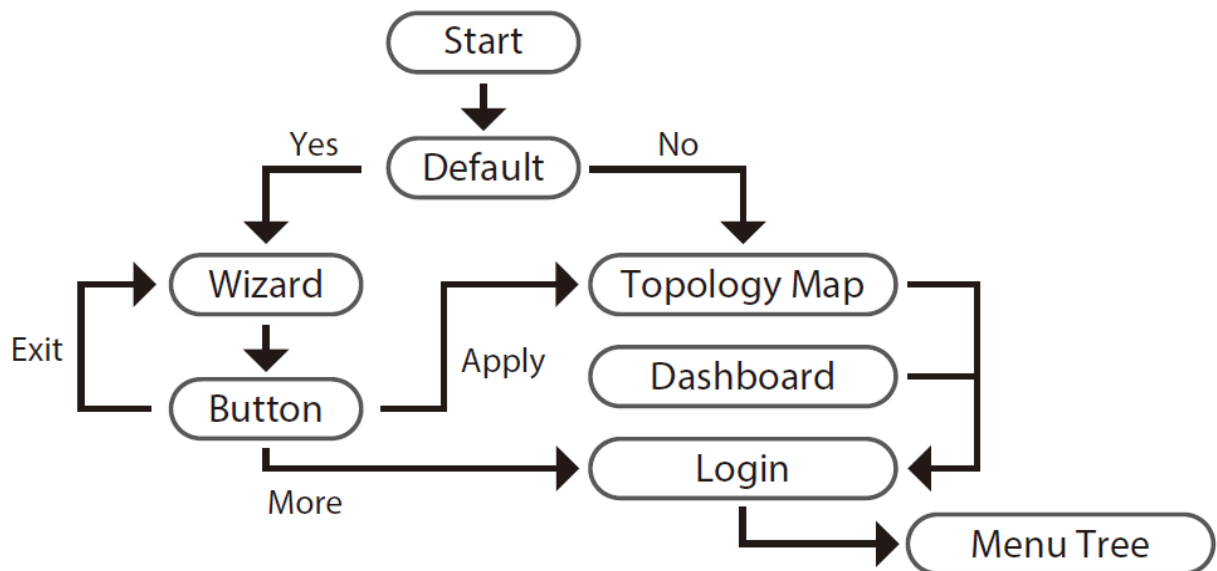 Start
Yes
No
Default
Wizard
Topology Map
Exit
Apply
Dashboard
Button
Login
More
Menu Tree